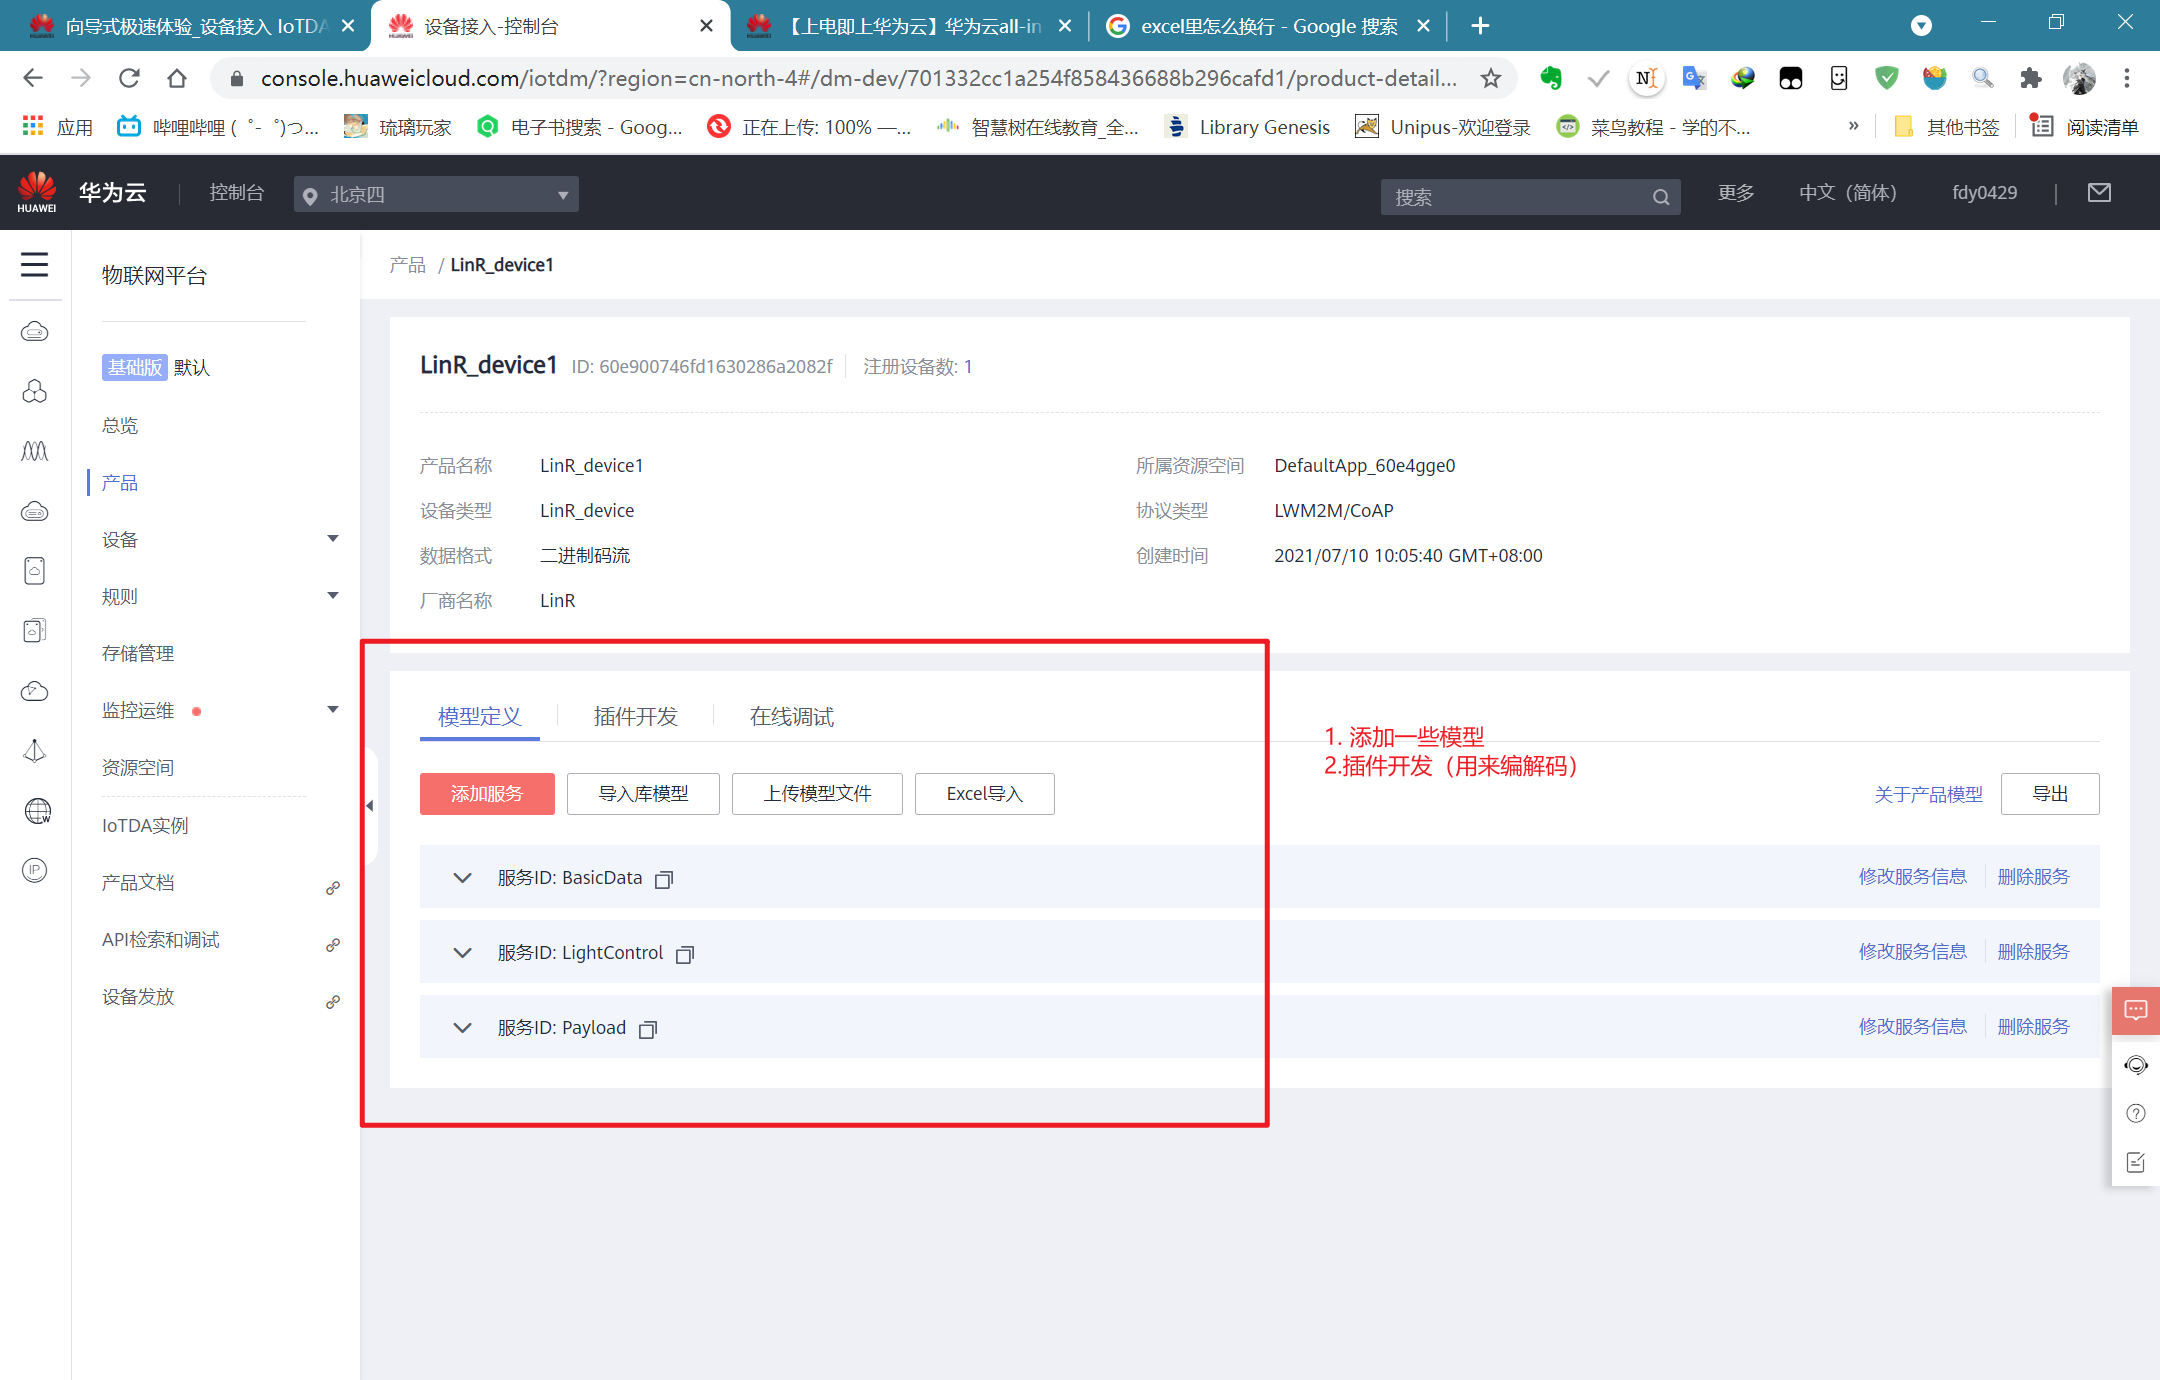 向导式极速体验_设备接入 IoTDA
设备接入-控制台
【上电即上华为云】华为云all-in
excel里怎么换行 - Google 搜索
console.huaweicloud.com/iotdm/?region=cn-north-4#/dm-dev/701332cc1a254f858436688b296cafd1/product-detail...
应用
哔哩哔哩 ( ゜- ゜)つ...
琉璃玩家
电子书搜索 - Goog...
正在上传: 100% —...
智慧树在线教育_全...
Library Genesis
Unipus-欢迎登录
菜鸟教程 - 学的不...
»
其他书签
阅读清单
HUAWEI
华为云
控制台
北京四
搜索
更多
中文（简体）
fdy0429
物联网平台
基础版 默认
总览
产品
设备
规则
存储管理
监控运维
资源空间
IoTDA实例
产品文档
API检索和调试
设备发放
产品 / LinR_device1
LinR_device1 ID: 60e900746fd1630286a2082f 注册设备数: 1
产品名称 LinR_device1 所属资源空间 DefaultApp_60e4gge0
设备类型 LinR_device 协议类型 LWM2M/CoAP
数据格式 二进制码流 创建时间 2021/07/10 10:05:40 GMT+08:00
厂商名称 LinR
模型定义 插件开发 在线调试
1. 添加一些模型
2.插件开发（用来编解码）
添加服务 导入库模型 上传模型文件 Excel导入 关于产品模型 导出
服务ID: BasicData 修改服务信息 删除服务
服务ID: LightControl 修改服务信息 删除服务
服务ID: Payload 修改服务信息 删除服务